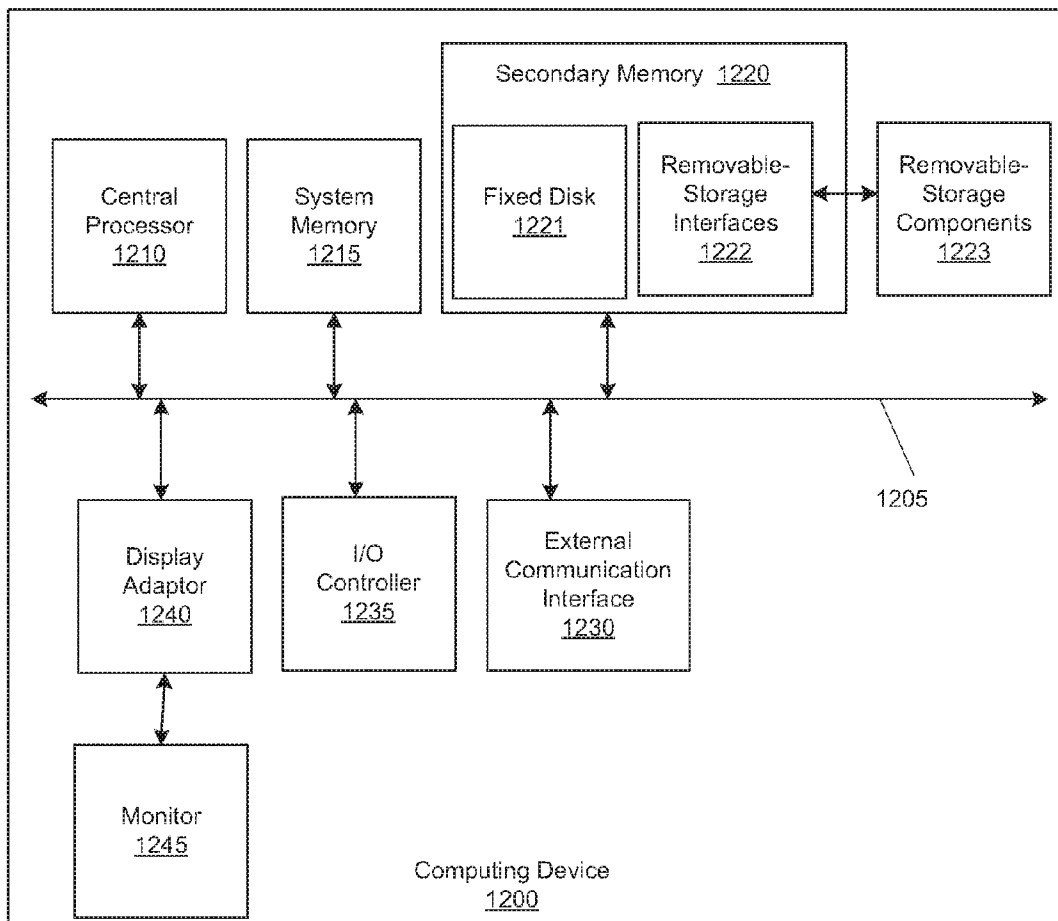 Secondary Memory 1220
Central
Processor
1210
System
Memory
1215
Fixed Disk
1221
Removable-
Storage
Interfaces
1222
Removable-
Storage
Components
1223
1205
Display
Adaptor
1240
I/O
Controller
1235
External
Communication
Interface
1230
Monitor
1245
Computing Device
1200